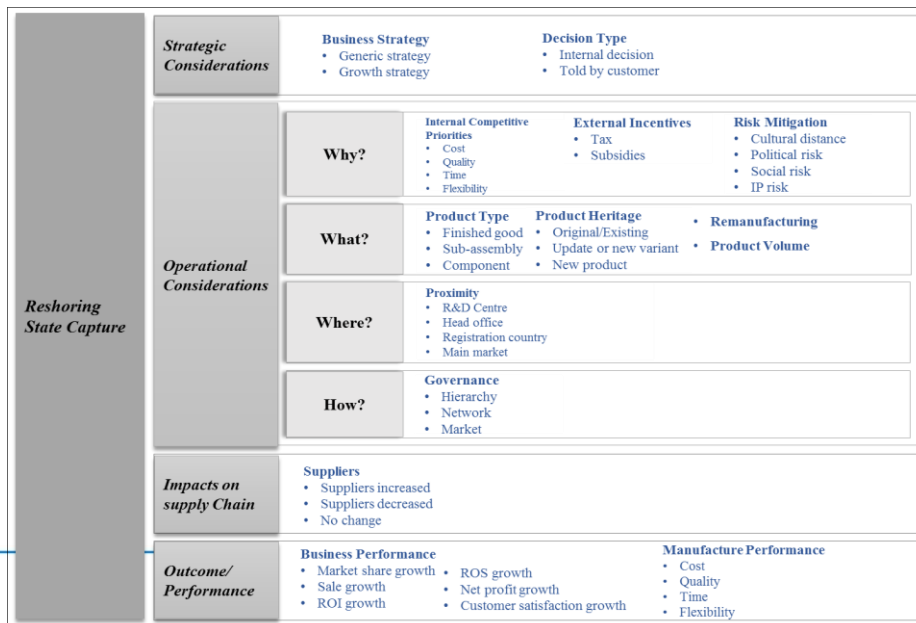 Reshoring
State Capture
Strategic
Considerations
Business Strategy
• Generic strategy
• Growth strategy
Decision Type
• Internal decision
• Told by customer
Operational
Considerations
Why?
Internal Competitive
Priorities
• Cost
• Quality
• Time
• Flexibility
External Incentives
• Tax
• Subsidies
Risk Mitigation
• Cultural distance
• Political risk
• Social risk
• IP risk
What?
Product Type
• Finished good
• Sub-assembly
• Component
Product Heritage
• Original/Existing
• Update or new variant
• New product
• Remanufacturing
• Product Volume
Where?
Proximity
• R&D Centre
• Head office
• Registration country
• Main market
How?
Governance
• Hierarchy
• Network
• Market
Impacts on
supply Chain
Suppliers
• Suppliers increased
• Suppliers decreased
• No change
Outcome/
Performance
Business Performance
• Market share growth
• Sale growth
• ROI growth
• ROS growth
• Net profit growth
• Customer satisfaction growth
Manufacture Performance
• Cost
• Quality
• Time
• Flexibility